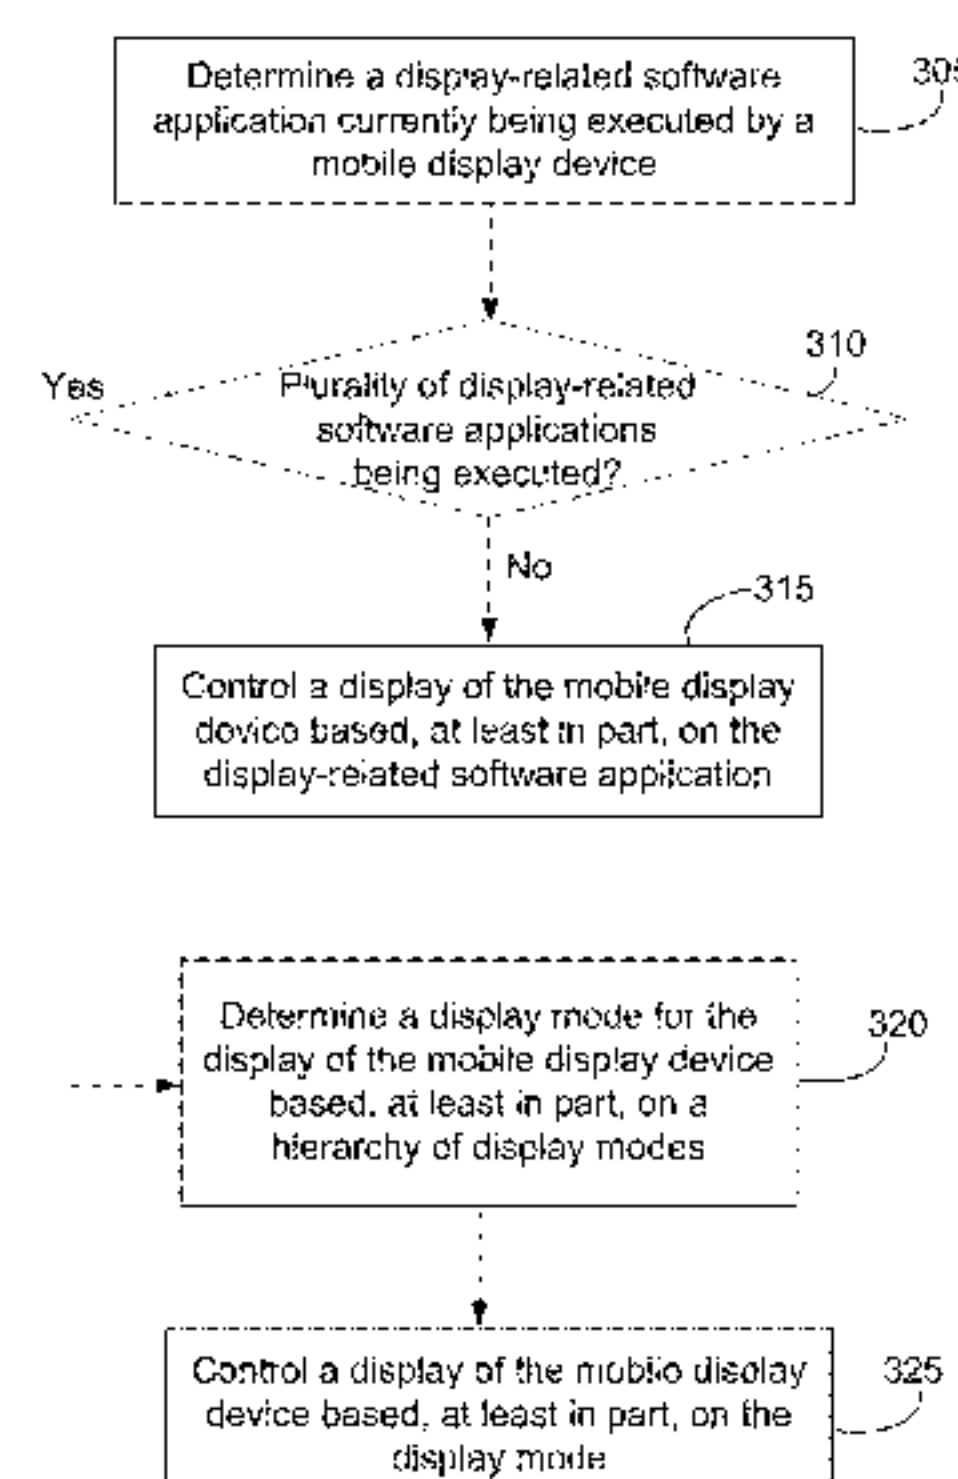 Determine a display-related software
application currently being executed by a
mobile display device
305
310
Yes
Plurality of display-related
software applications
being executed?
No
315
Control a display of the mobile display
device based, at least in part, on the
display-related software application
Determine a display mode for the
display of the mobile display device
based, at least in part, on a
hierarchy of display modes
320
Control a display of the mobile display
device based, at least in part, on the
display mode
325